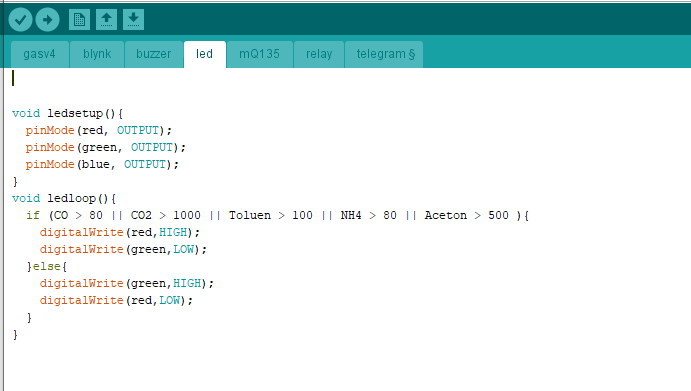 gasv4 blynk buzzer led mQ135 relay telegram §
void ledsetup(){
pinMode(red, OUTPUT);
pinMode(green, OUTPUT);
pinMode(blue, OUTPUT);
}
void ledloop(){
if (CO > 80 || CO2 > 1000 || Toluen > 100 || NH4 > 80 || Aceton > 500 ){
digitalWrite(red,HIGH);
digitalWrite(green,LOW);
}else{
digitalWrite(green,HIGH);
digitalWrite(red,LOW);
}
}